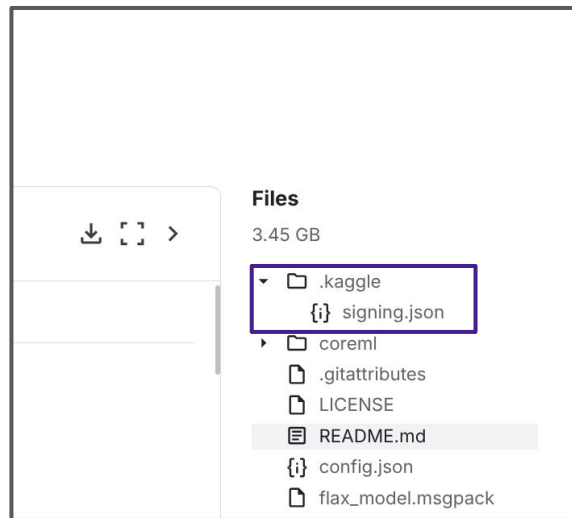 Files
3.45 GB
.kaggle
{i} signing.json
coreml
.gitattributes
LICENSE
README.md
{i} config.json
flax_model.msgpack